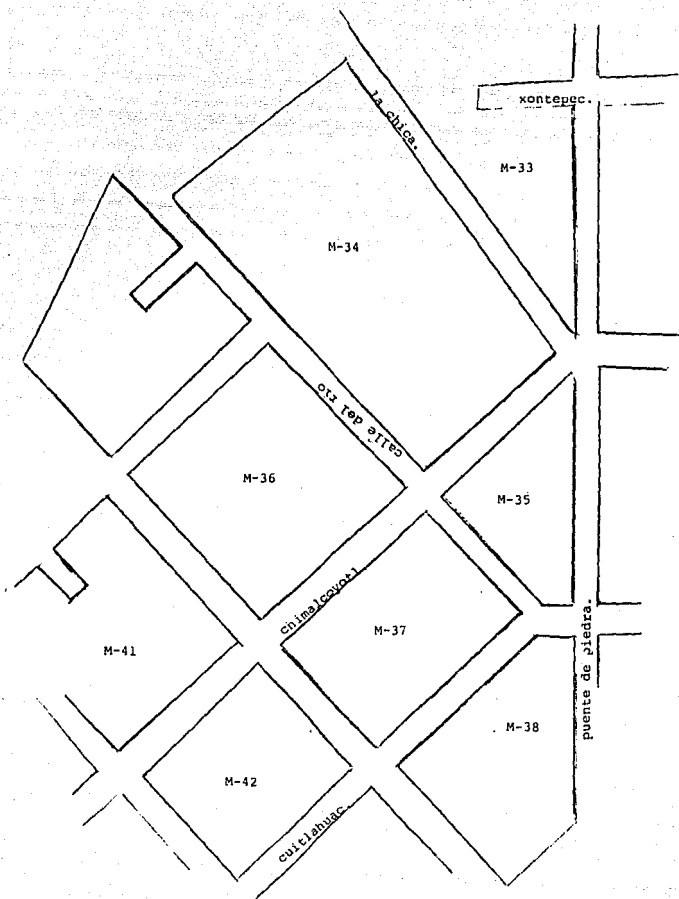 xontepec.
la chica.
M-33
M-34
calle del rio
M-36
M-35
chimalcoyotl
M-37
M-41
puente de piedra.
M-38
M-42
cuitlahuac.